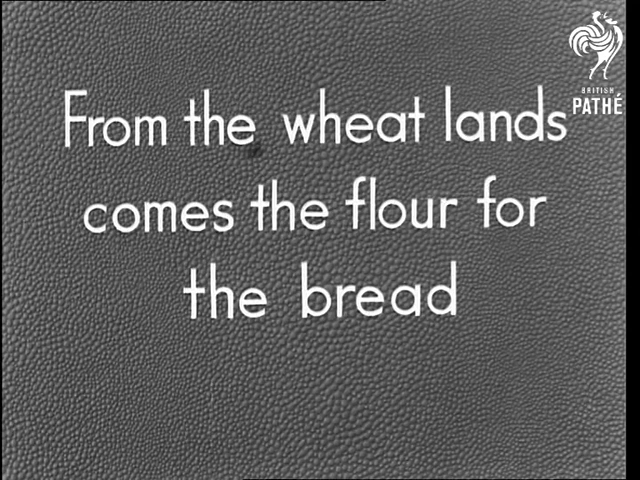 BRITISH
PATHÉ
From the wheat lands
comes the flour for
the bread